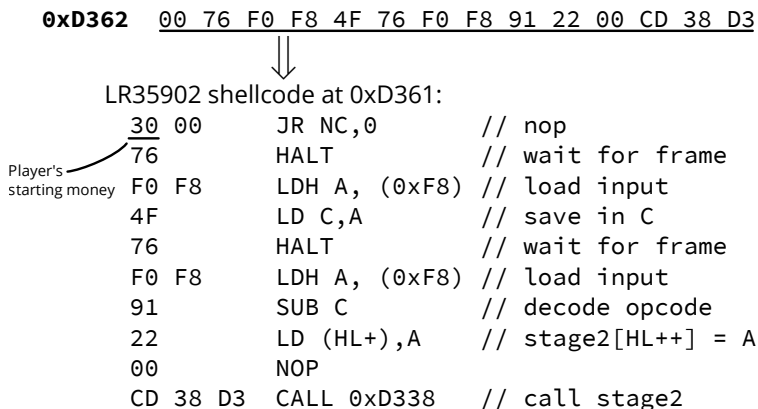 0xD362 00 76 F0 F8 4F 76 F0 F8 91 22 00 CD 38 D3
LR35902 shellcode at 0xD361:
30 00 JR NC,0 // nop
76 HALT // wait for frame
Player's
starting money
F0 F8 LDH A, (0xF8) // load input
4F LD C,A // save in C
76 HALT // wait for frame
F0 F8 LDH A, (0xF8) // load input
91 SUB C // decode opcode
22 LD (HL+),A // stage2[HL++] = A
00 NOP
CD 38 D3 CALL 0xD338 // call stage2